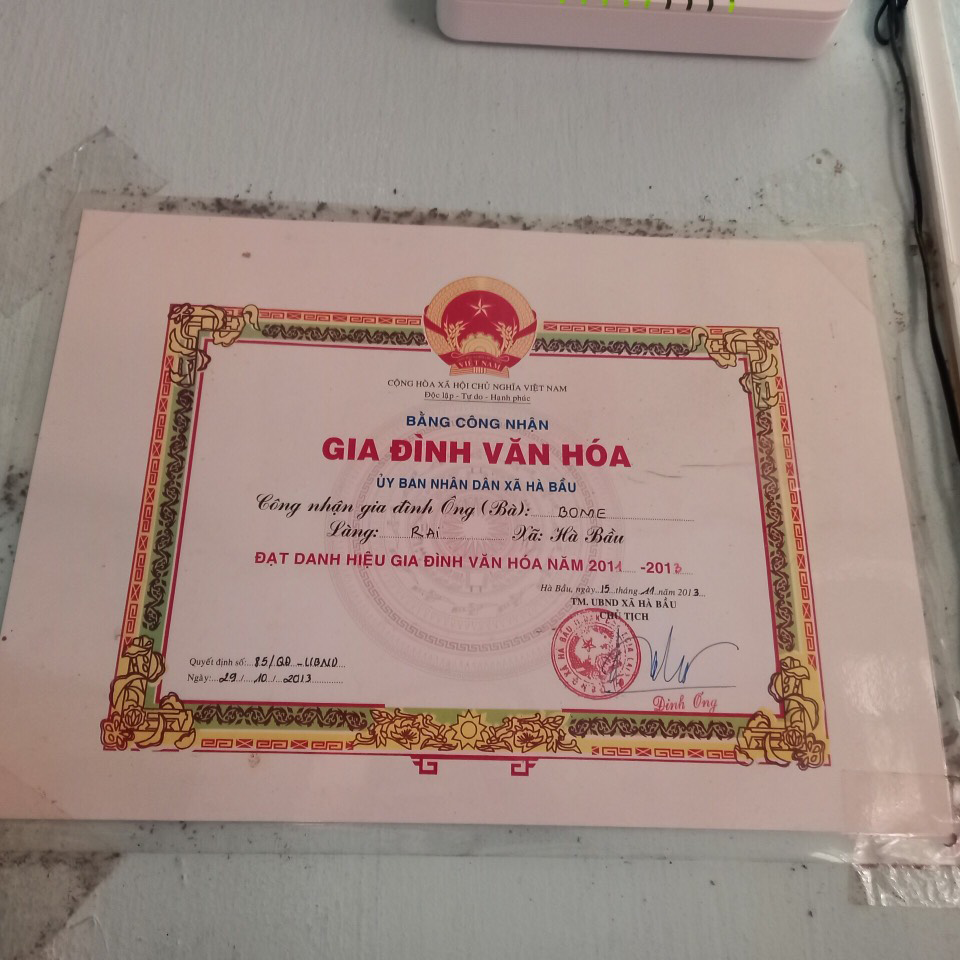 VIỆT NAM
CỘNG HÒA XÃ HỘI CHỦ NGHĨA VIỆT NAM
Độc lập - Tự do - Hạnh phúc
BẰNG CÔNG NHẬN
GIA ĐÌNH VĂN HÓA
ỦY BAN NHÂN DÂN XÃ HÀ BẦU
Công nhận gia đình Ông (Bà): BOME
Làng: RAI Xã: Hà Bầu
ĐẠT DANH HIỆU GIA ĐÌNH VĂN HÓA NĂM 2011 -2013
Hà Bầu, ngày 15 tháng 11 năm 2013
TM. UBND XÃ HÀ BẦU
CHỦ TỊCH
Quyết định số: 85/QĐ-UBND
Ngày: 29/10/2013
Đinh Ông